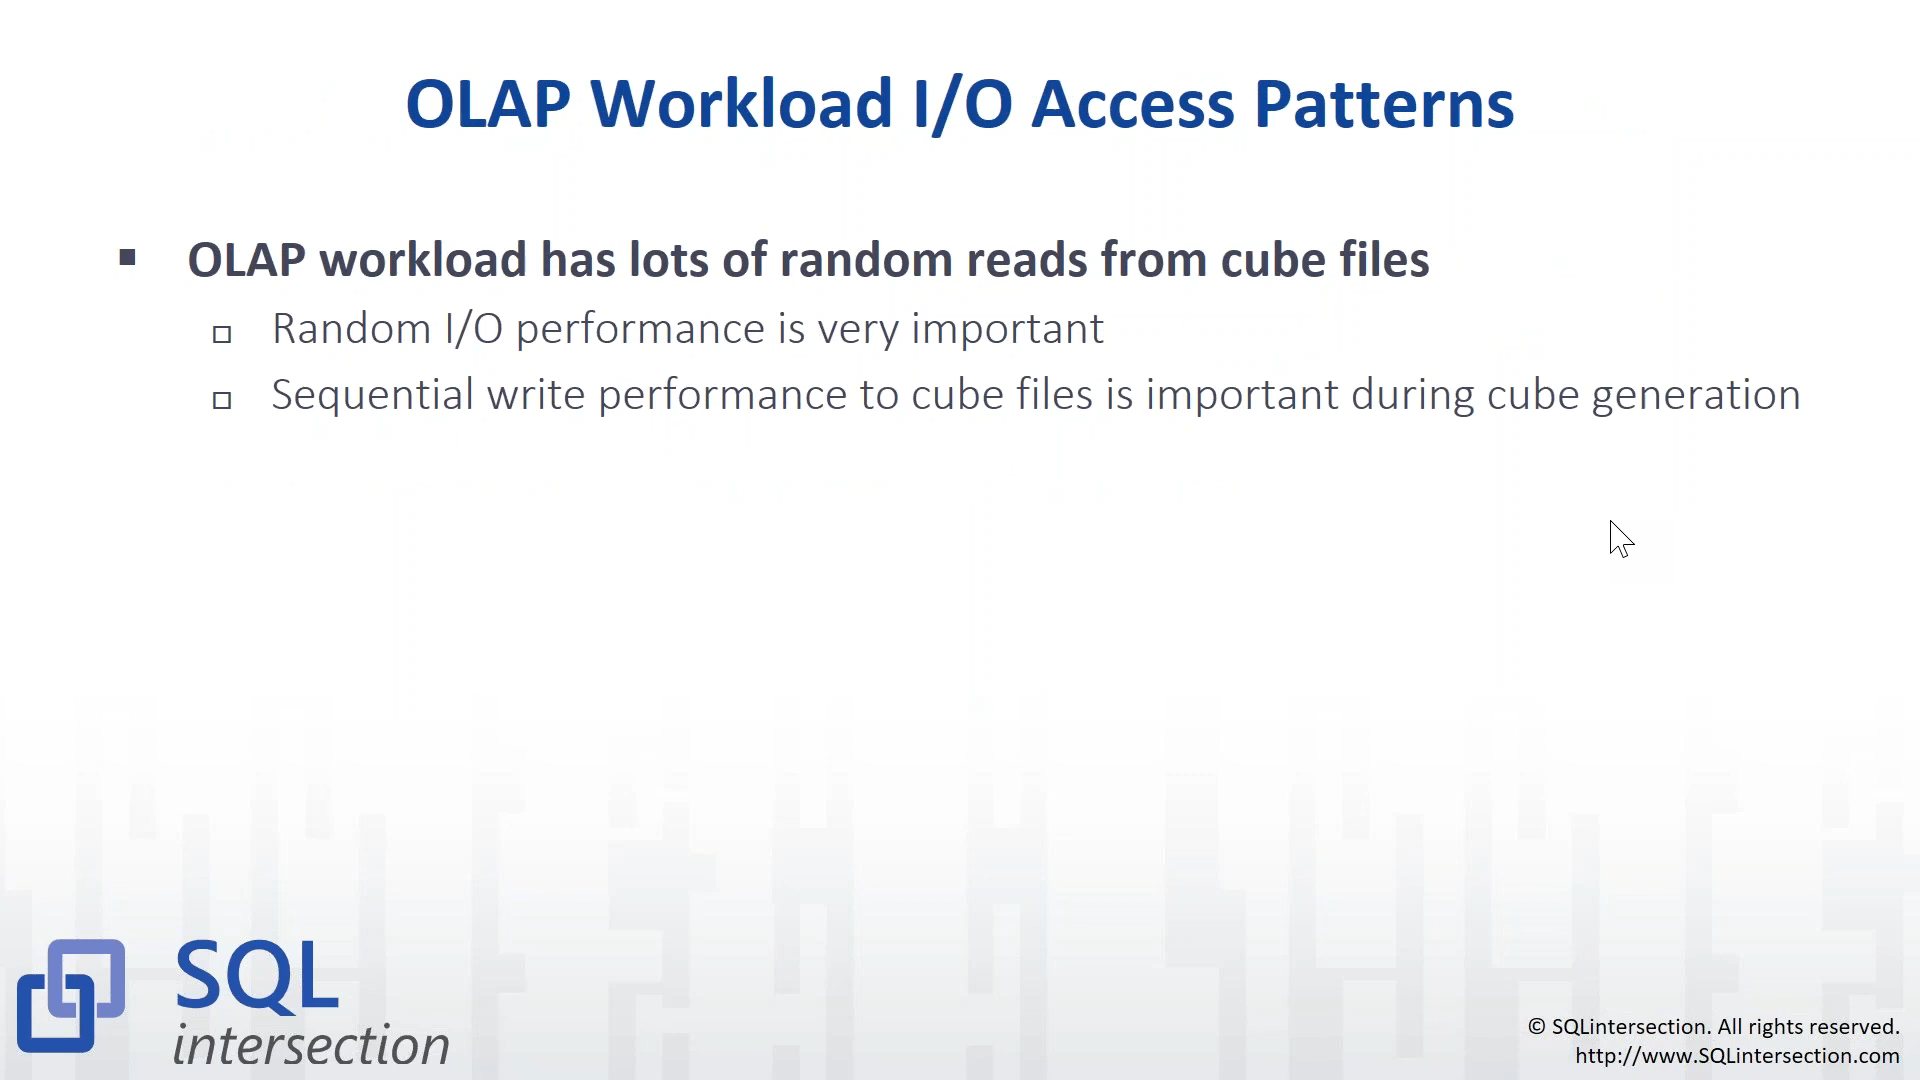 OLAP Workload I/O Access Patterns
▪ OLAP workload has lots of random reads from cube files
▫ Random I/O performance is very important
▫ Sequential write performance to cube files is important during cube generation
SQL
intersection
© SQLintersection. All rights reserved.
http://www.SQLintersection.com